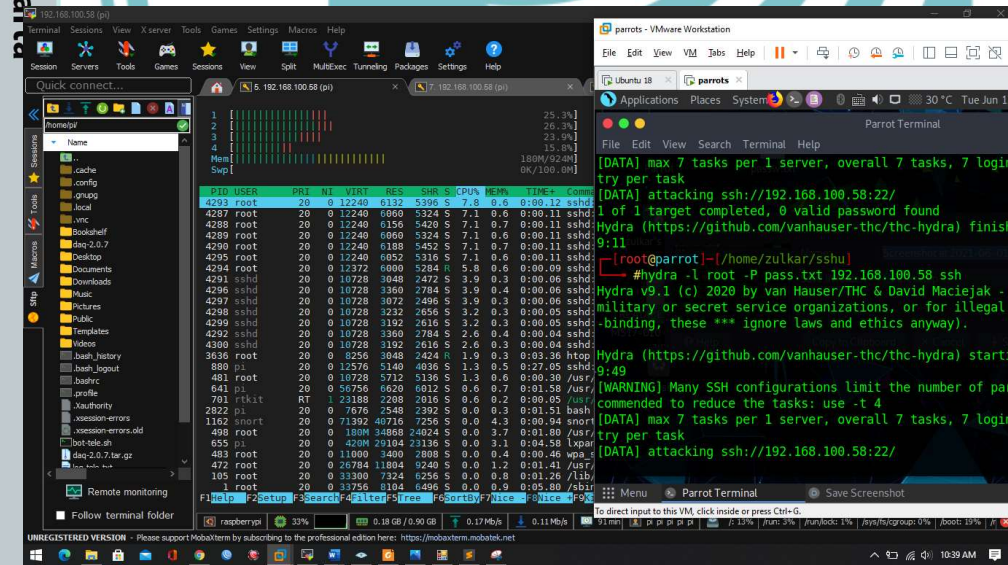 192.168.100.58 (pi)
Terminal Sessions View X server Tools Games Settings Macros Help
Session Servers Tools Games Sessions View Split MultiExec Tunneling Packages Settings Help
Quick connect...
5. 192.168.100.58 (pi)
7. 192.168.100.58 (pi)
/home/pi/
Name
..
.cache
.config
.gnupg
.local
.vnc
Bookshelf
daq-2.0.7
Desktop
Documents
Downloads
Music
Pictures
Public
Templates
Videos
.bash_history
.bash_logout
.bashrc
.profile
.Xauthority
.xsession-errors
.xsession-errors.old
bot-tele.sh
daq-2.0.7.tar.gz
Sessions
Tools
Macros
Sftp
Remote monitoring
Follow terminal folder
1 [ 25.3%]
2 [ 26.3%]
3 [ 23.9%]
4 [ 15.8%]
Mem[ 180M/924M]
Swp[ 0K/100.0M]
PID USER PRI NI VIRT RES SHR S CPU% MEM% TIME+ Comma
4293 root 20 0 12240 6132 5396 S 7.8 0.6 0:00.12 sshd:
4287 root 20 0 12240 6060 5324 S 7.1 0.6 0:00.11 sshd:
4288 root 20 0 12240 6156 5420 S 7.1 0.7 0:00.11 sshd:
4289 root 20 0 12240 6060 5324 S 7.1 0.6 0:00.11 sshd:
4290 root 20 0 12240 6188 5452 S 7.1 0.7 0:00.11 sshd:
4295 root 20 0 12240 6052 5316 S 7.1 0.6 0:00.11 sshd:
4294 root 20 0 12372 6000 5284 R 5.8 0.6 0:00.09 sshd:
4291 sshd 20 0 10728 3048 2472 S 3.9 0.3 0:00.06 sshd:
4296 sshd 20 0 10728 3360 2784 S 3.9 0.4 0:00.06 sshd:
4297 sshd 20 0 10728 3072 2496 S 3.9 0.3 0:00.06 sshd:
4298 sshd 20 0 10728 3232 2656 S 3.2 0.3 0:00.05 sshd:
4299 sshd 20 0 10728 3192 2616 S 3.2 0.3 0:00.05 sshd:
4292 sshd 20 0 10728 3360 2784 S 2.6 0.4 0:00.04 sshd:
4300 sshd 20 0 10728 3192 2616 S 2.6 0.3 0:00.04 sshd:
3636 root 20 0 8256 3048 2424 R 1.9 0.3 0:03.36 htop
880 pi 20 0 12576 5140 4036 S 1.3 0.5 0:27.05 sshd:
481 root 20 0 10728 5712 5136 S 1.3 0.6 0:00.30 /usr/
641 pi 20 0 56756 6620 6012 S 0.6 0.7 0:01.58 /usr/
701 rtkit RT 1 23188 2208 2016 S 0.6 0.2 0:00.05 /usr/
2822 pi 20 0 7676 2548 2392 S 0.0 0.3 0:01.51 bash
1162 snort 20 0 71392 40716 7256 S 0.0 4.3 0:00.94 snort
498 root 20 0 180M 34868 24024 S 0.0 3.7 0:01.80 /usr/
655 pi 20 0 420M 29104 23136 S 0.0 3.1 0:04.58 lxpan
483 root 20 0 11000 3400 2808 S 0.0 0.4 0:00.46 wpa_s
472 root 20 0 26784 11804 9240 S 0.0 1.2 0:01.41 /usr/
105 root 20 0 33300 7324 6256 S 0.0 0.8 0:01.26 /lib/
1 root 20 0 33756 8104 6496 S 0.0 0.9 0:05.80 /sbin
F1Help F2Setup F3Search F4Filter F5Tree F6SortBy F7Nice -F8Nice +F9Ki
raspberrypi 33% 0.18 GB / 0.90 GB 0.17 Mb/s 0.11 Mb/s 91 min pi pi pi pi pi /: 13% /run: 3% /run/lock: 1% /sys/fs/cgroup: 0% /boot: 19%
UNREGISTERED VERSION - Please support MobaXterm by subscribing to the professional edition here: https://mobaxterm.mobatek.net
parrots - VMware Workstation
File Edit View VM Tabs Help
Ubuntu 18
parrots
Applications Places System 30 °C Tue Jun 1
Parrot Terminal
File Edit View Search Terminal Help
[DATA] max 7 tasks per 1 server, overall 7 tasks, 7 login
try per task
[DATA] attacking ssh://192.168.100.58:22/
1 of 1 target completed, 0 valid password found
Hydra (https://github.com/vanhauser-thc/thc-hydra) finish
9:11
[root@parrot]-[/home/zulkar/sshu]
#hydra -l root -P pass.txt 192.168.100.58 ssh
Hydra v9.1 (c) 2020 by van Hauser/THC & David Maciejak -
military or secret service organizations, or for illegal
-binding, these *** ignore laws and ethics anyway).
Hydra (https://github.com/vanhauser-thc/thc-hydra) starti
9:49
[WARNING] Many SSH configurations limit the number of par
commended to reduce the tasks: use -t 4
[DATA] max 7 tasks per 1 server, overall 7 tasks, 7 login
try per task
[DATA] attacking ssh://192.168.100.58:22/
Menu Parrot Terminal Save Screenshot
To direct input to this VM, click inside or press Ctrl+G.
10:39 AM